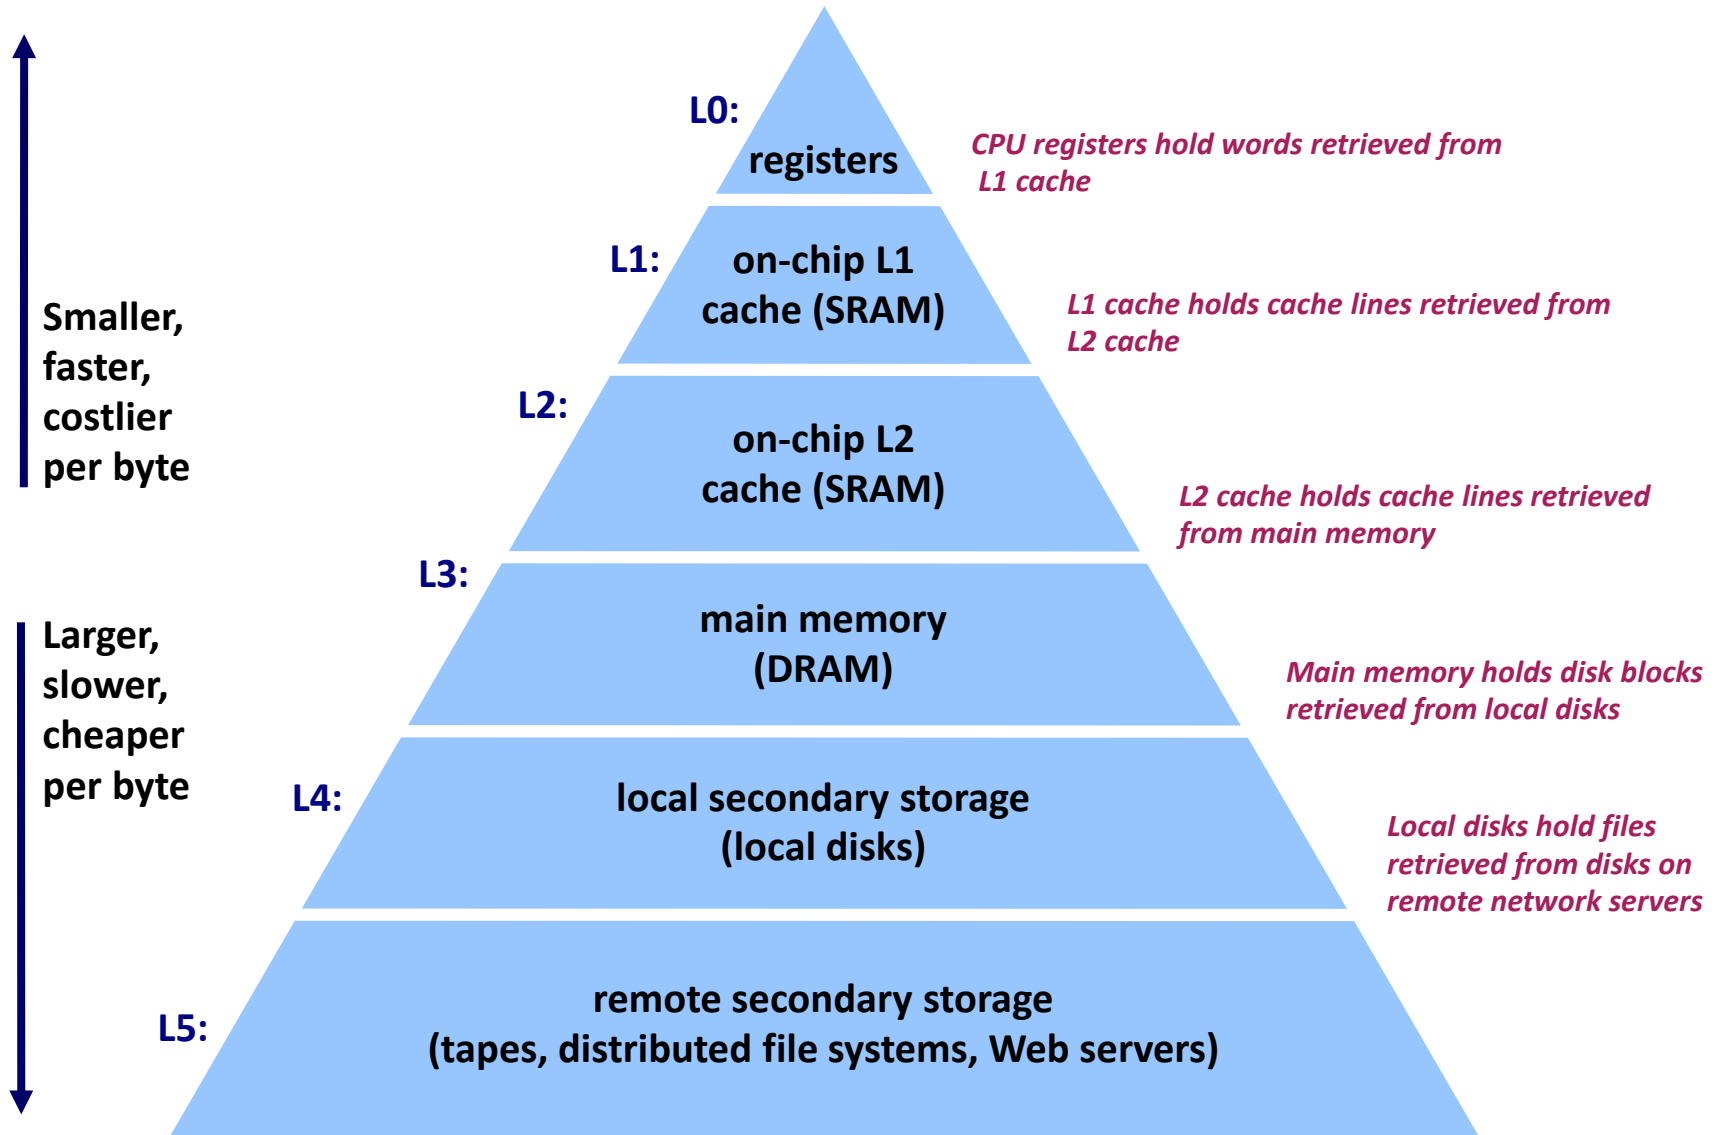 L0:
registers
CPU registers hold words retrieved from
L1 cache
L1:
on-chip L1
cache (SRAM)
L1 cache holds cache lines retrieved from
L2 cache
Smaller,
faster,
costlier
per byte
L2:
on-chip L2
cache (SRAM)
L2 cache holds cache lines retrieved
from main memory
L3:
main memory
(DRAM)
Main memory holds disk blocks
retrieved from local disks
Larger,
slower,
cheaper
per byte
L4:
local secondary storage
(local disks)
Local disks hold files
retrieved from disks on
remote network servers
L5:
remote secondary storage
(tapes, distributed file systems, Web servers)